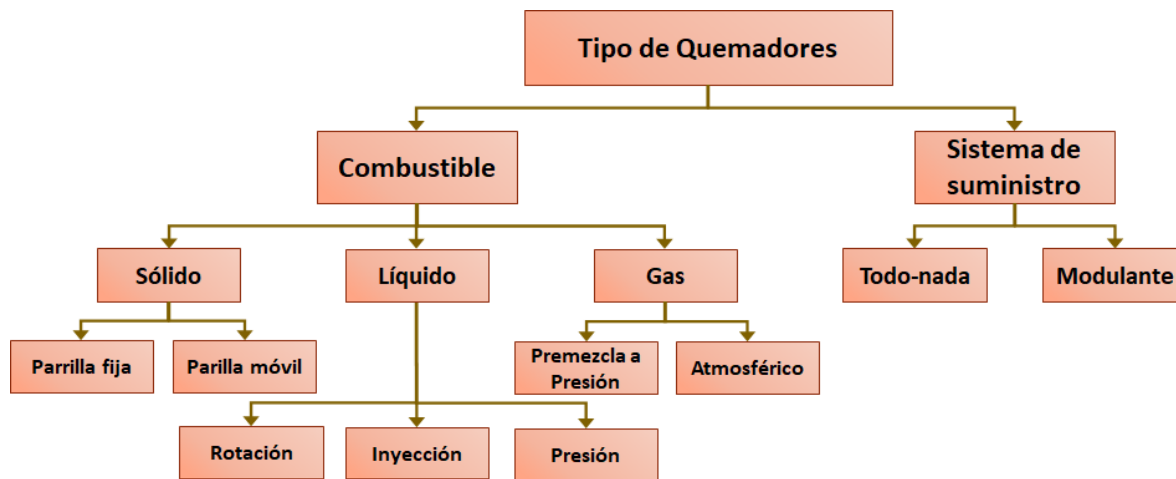 Tipo de Quemadores
Combustible
Sistema de
suministro
Sólido
Líquido
Gas
Todo-nada
Modulante
Parrilla fija
Parilla móvil
Premezcla a
Presión
Atmosférico
Rotación
Inyección
Presión